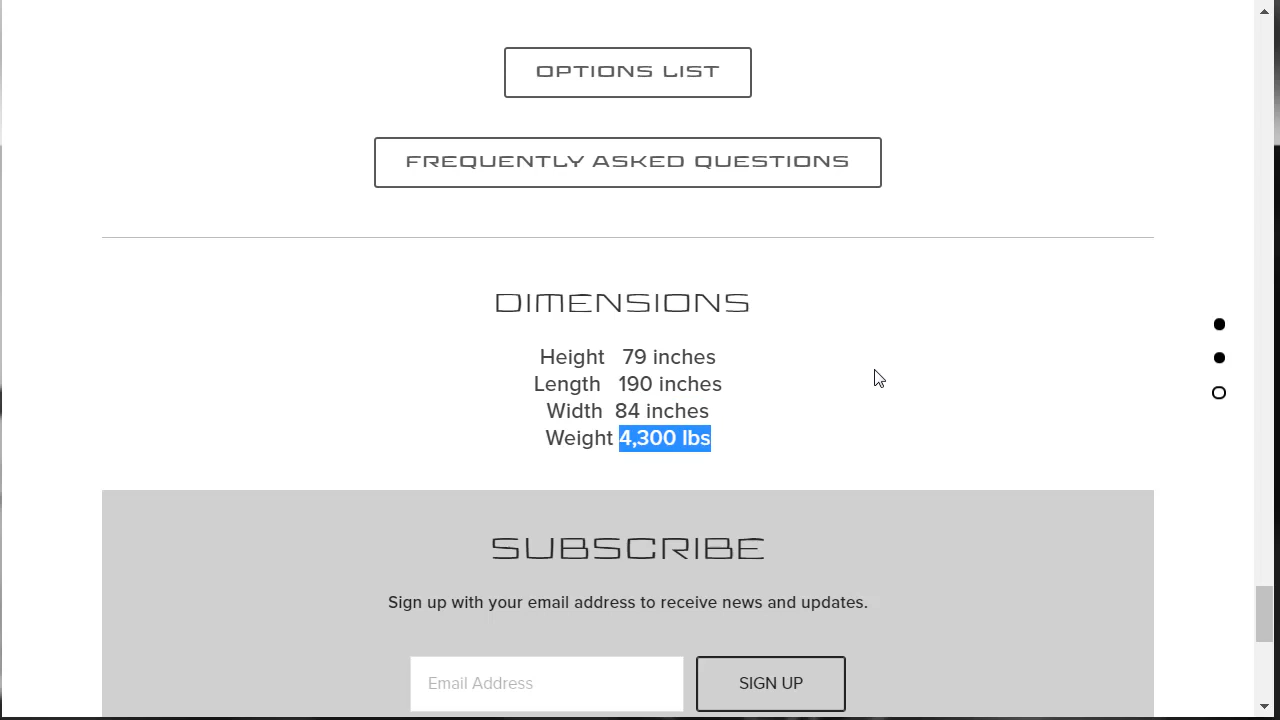 OPTIONS LIST
FREQUENTLY ASKED QUESTIONS
DIMENSIONS
Height 79 inches
Length 190 inches
Width 84 inches
Weight 4,300 lbs
SUBSCRIBE
Sign up with your email address to receive news and updates.
Email Address SIGN UP